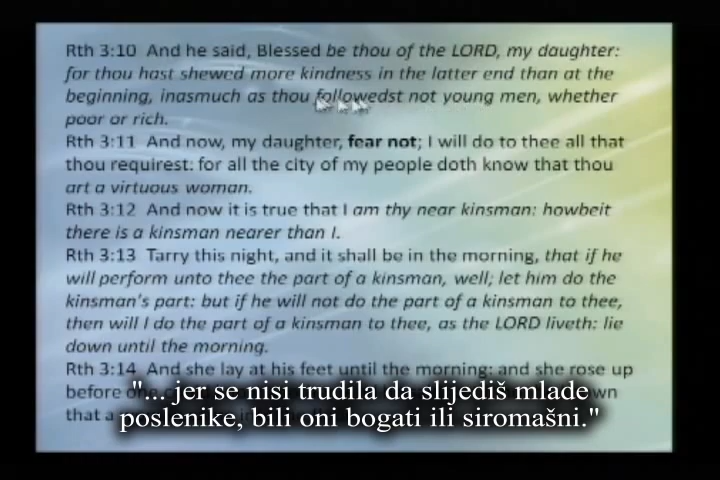 Rth 3:10 And he said, Blessed be thou of the LORD, my daughter:
for thou hast shewed more kindness in the latter end than at the
beginning, inasmuch as thou followedst not young men, whether
poor or rich.
Rth 3:11 And now, my daughter, fear not; I will do to thee all that
thou requirest: for all the city of my people doth know that thou
art a virtuous woman.
Rth 3:12 And now it is true that I am thy near kinsman: howbeit
there is a kinsman nearer than I.
Rth 3:13 Tarry this night, and it shall be in the morning, that if he
will perform unto thee the part of a kinsman, well; let him do the
kinsman's part: but if he will not do the part of a kinsman to thee,
then will I do the part of a kinsman to thee, as the LORD liveth: lie
down until the morning.
Rth 3:14 And she lay at his feet until the morning: and she rose up
before
that a
"... jer se nisi trudila da slijediš mlade
poslenike, bili oni bogati ili siromašni."